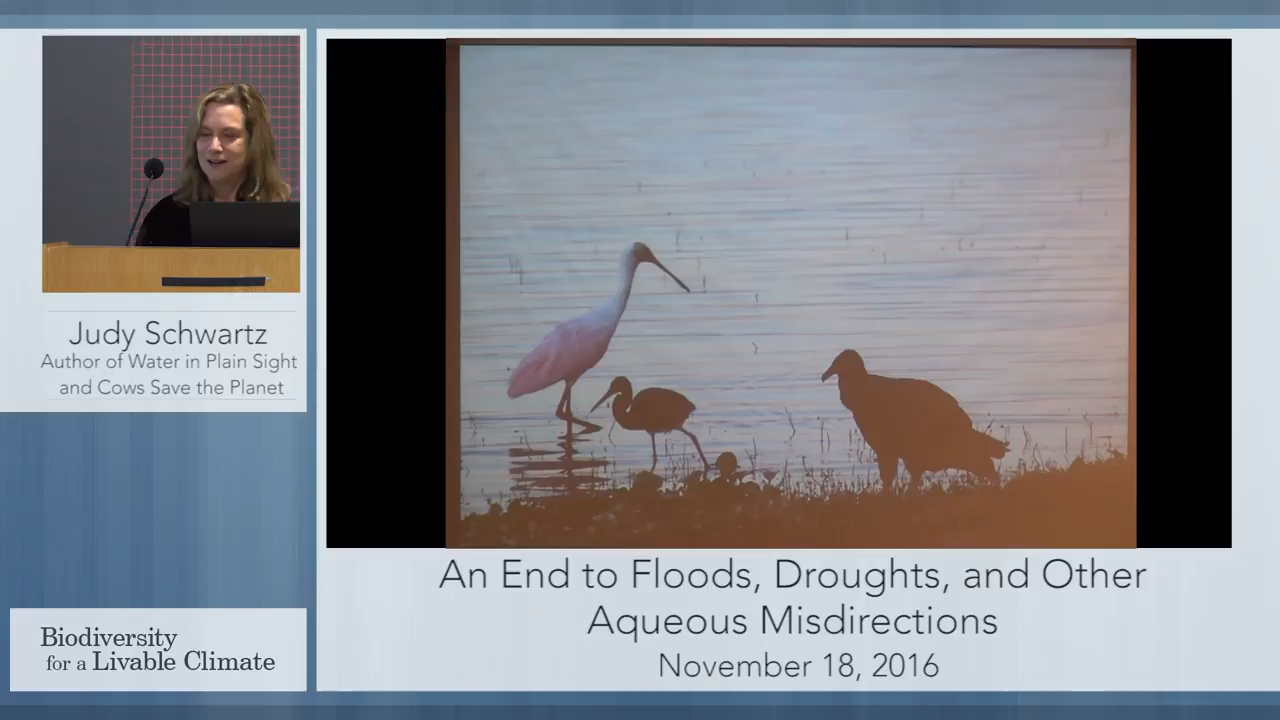 Judy Schwartz
Author of Water in Plain Sight
and Cows Save the Planet
Biodiversity
for a Livable Climate
An End to Floods, Droughts, and Other
Aqueous Misdirections
November 18, 2016